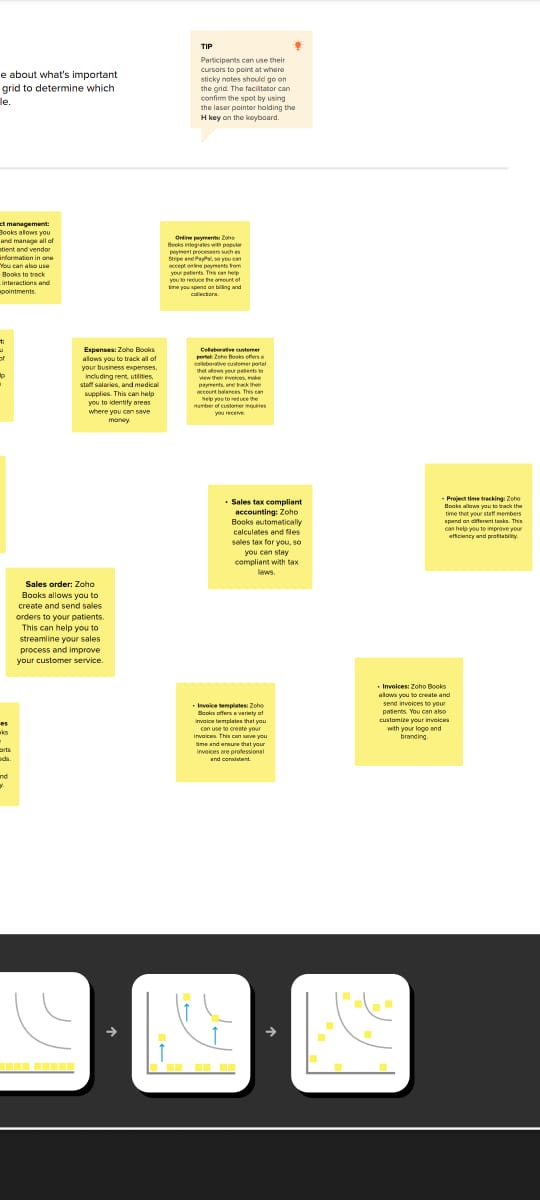 e about what's important
grid to determine which
le.
TIP
Participants can use their
cursors to point at where
sticky notes should go on
the grid. The facilitator can
confirm the spot by using
the laser pointer holding the
H key on the keyboard.
ct management:
Books allows you
and manage all of
atient and vendor
information in one
You can also use
Books to track
interactions and
pointments.
Online payments: Zoho
Books integrates with popular
payment processors such as
Stripe and PayPal, so you can
accept online payments from
your patients. This can help
you to reduce the amount of
time you spend on billing and
collections.
t:
u
of
lp
Expenses: Zoho Books
allows you to track all of
your business expenses,
including rent, utilities,
staff salaries, and medical
supplies. This can help
you to identify areas
where you can save
money.
Collaborative customer
portal: Zoho Books offers a
collaborative customer portal
that allows your patients to
view their invoices, make
payments, and track their
account balances. This can
help you to reduce the
number of customer inquiries
you receive.
• Sales tax compliant
accounting: Zoho
Books automatically
calculates and files
sales tax for you, so
you can stay
compliant with tax
laws.
• Project time tracking: Zoho
Books allows you to track the
time that your staff members
spend on different tasks. This
can help you to improve your
efficiency and profitability.
Sales order: Zoho
Books allows you to
create and send sales
orders to your patients.
This can help you to
streamline your sales
process and improve
your customer service.
• Invoices: Zoho Books
allows you to create and
send invoices to your
patients. You can also
customize your invoices
with your logo and
branding.
• Invoice templates: Zoho
Books offers a variety of
invoice templates that you
can use to create your
invoices. This can save you
time and ensure that your
invoices are professional
and consistent.
es
ks
orts
eds.
nd
y.